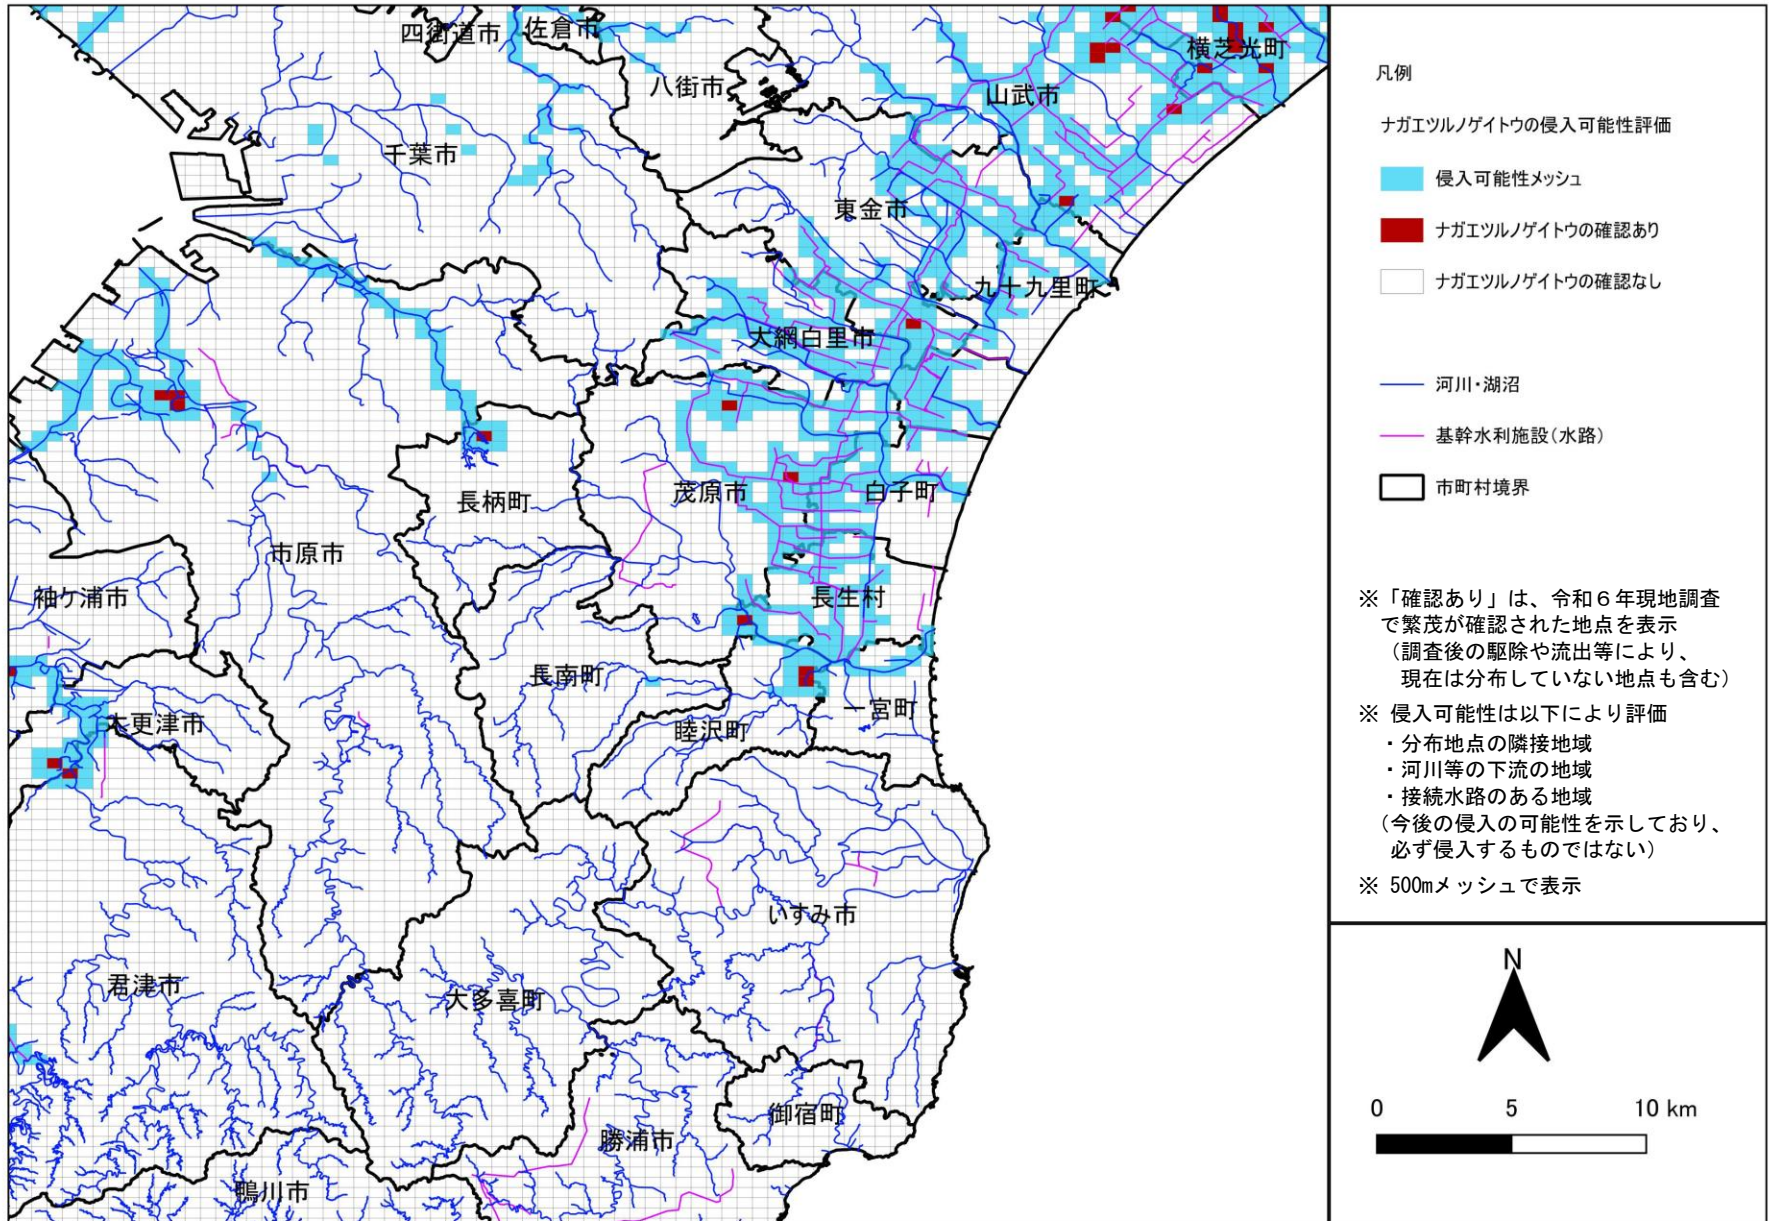 四街道市
佐倉市
八街市
横芝光町
山武市
千葉市
東金市
九十九里町
大網白里市
茂原市
白子町
長柄町
市原市
袖ケ浦市
長生村
長南町
一宮町
木更津市
睦沢町
いすみ市
君津市
大多喜町
御宿町
勝浦市
鴨川市
凡例
ナガエツルノゲイトウの侵入可能性評価
侵入可能性メッシュ
ナガエツルノゲイトウの確認あり
ナガエツルノゲイトウの確認なし
河川・湖沼
基幹水利施設（水路）
市町村境界
※「確認あり」は、令和６年現地調査
で繁茂が確認された地点を表示
（調査後の駆除や流出等により、
現在は分布していない地点も含む）
※ 侵入可能性は以下により評価
・分布地点の隣接地域
・河川等の下流の地域
・接続水路のある地域
（今後の侵入の可能性を示しており、
必ず侵入するものではない）
※ 500mメッシュで表示
N
0 5 10 km